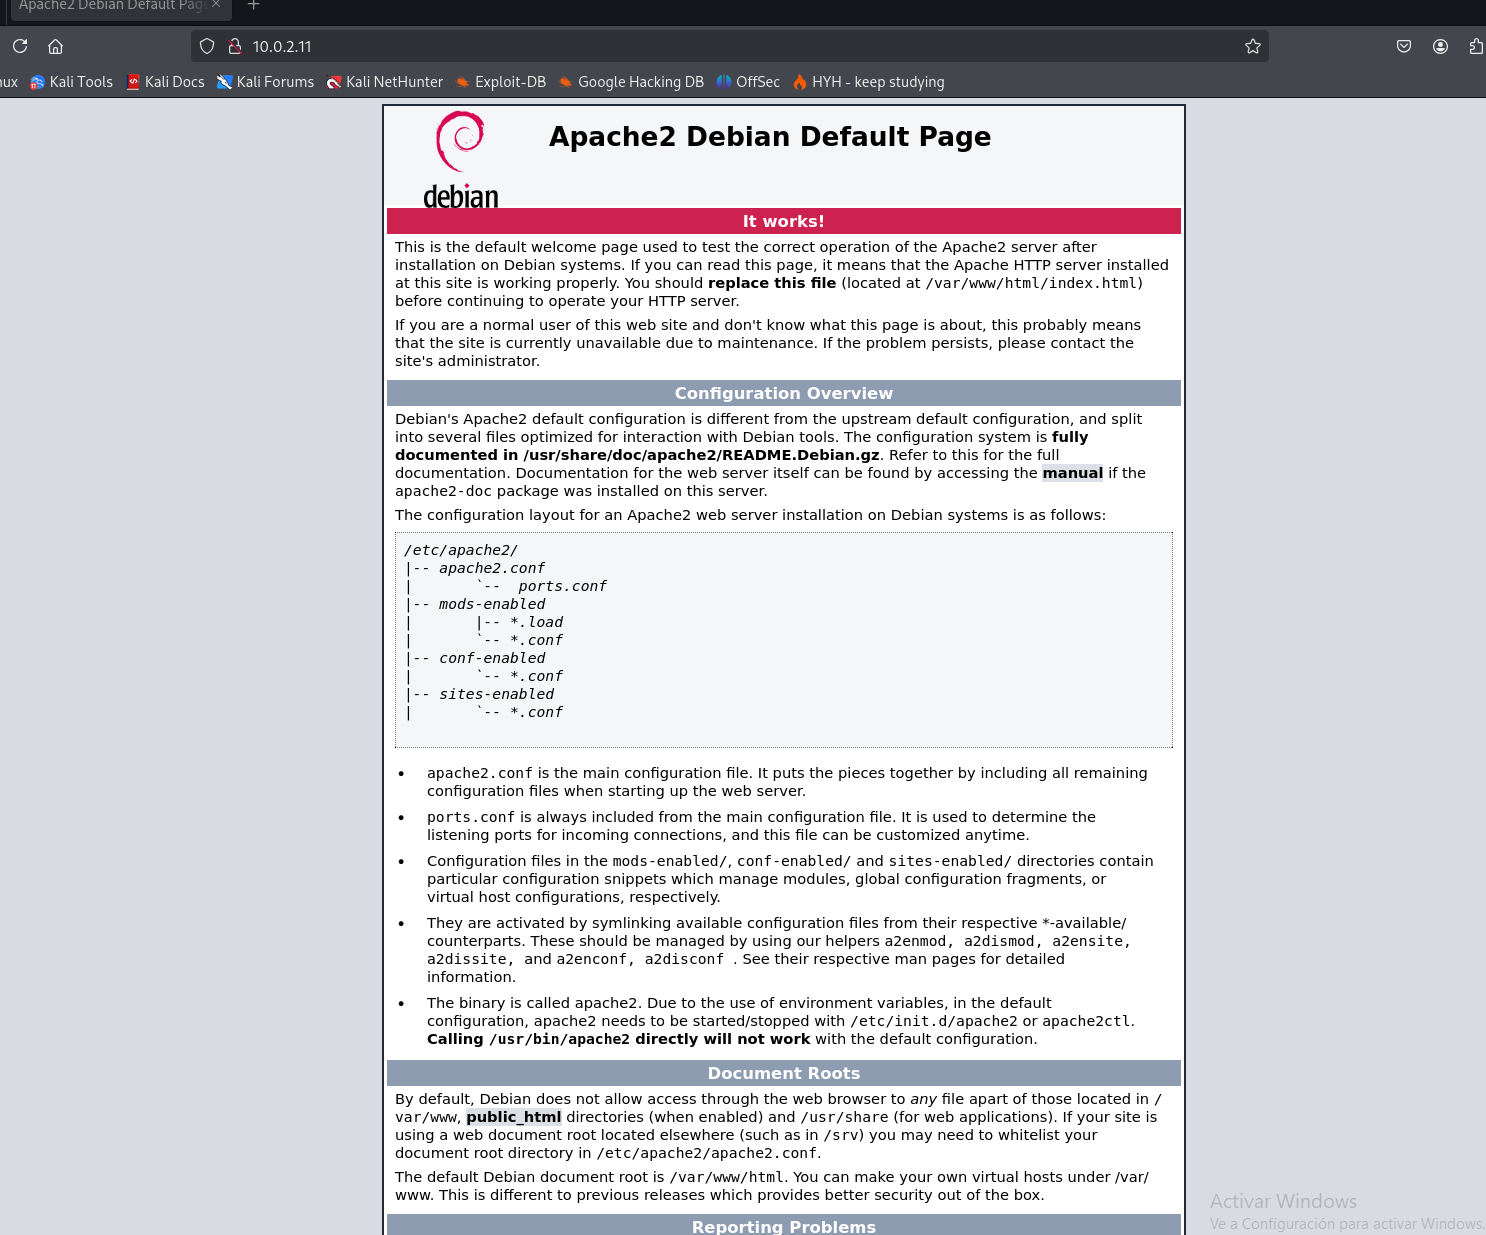 Apache2 Debian Default Page
10.0.2.11
nux Kali Tools Kali Docs Kali Forums Kali NetHunter Exploit-DB Google Hacking DB OffSec HYH - keep studying
debian
Apache2 Debian Default Page
It works!
This is the default welcome page used to test the correct operation of the Apache2 server after
installation on Debian systems. If you can read this page, it means that the Apache HTTP server installed
at this site is working properly. You should replace this file (located at /var/www/html/index.html)
before continuing to operate your HTTP server.
If you are a normal user of this web site and don't know what this page is about, this probably means
that the site is currently unavailable due to maintenance. If the problem persists, please contact the
site's administrator.
Configuration Overview
Debian's Apache2 default configuration is different from the upstream default configuration, and split
into several files optimized for interaction with Debian tools. The configuration system is fully
documented in /usr/share/doc/apache2/README.Debian.gz. Refer to this for the full
documentation. Documentation for the web server itself can be found by accessing the manual if the
apache2-doc package was installed on this server.
The configuration layout for an Apache2 web server installation on Debian systems is as follows:
/etc/apache2/
|-- apache2.conf
|       `--  ports.conf
|-- mods-enabled
|       |-- *.load
|       `-- *.conf
|-- conf-enabled
|       `-- *.conf
|-- sites-enabled
|       `-- *.conf
• apache2.conf is the main configuration file. It puts the pieces together by including all remaining
configuration files when starting up the web server.
• ports.conf is always included from the main configuration file. It is used to determine the
listening ports for incoming connections, and this file can be customized anytime.
• Configuration files in the mods-enabled/, conf-enabled/ and sites-enabled/ directories contain
particular configuration snippets which manage modules, global configuration fragments, or
virtual host configurations, respectively.
• They are activated by symlinking available configuration files from their respective *-available/
counterparts. These should be managed by using our helpers a2enmod, a2dismod, a2ensite,
a2dissite, and a2enconf, a2disconf . See their respective man pages for detailed
information.
• The binary is called apache2. Due to the use of environment variables, in the default
configuration, apache2 needs to be started/stopped with /etc/init.d/apache2 or apache2ctl.
Calling /usr/bin/apache2 directly will not work with the default configuration.
Document Roots
By default, Debian does not allow access through the web browser to any file apart of those located in /
var/www, public_html directories (when enabled) and /usr/share (for web applications). If your site is
using a web document root located elsewhere (such as in /srv) you may need to whitelist your
document root directory in /etc/apache2/apache2.conf.
The default Debian document root is /var/www/html. You can make your own virtual hosts under /var/
www. This is different to previous releases which provides better security out of the box.
Reporting Problems
Activar Windows
Ve a Configuración para activar Windows.